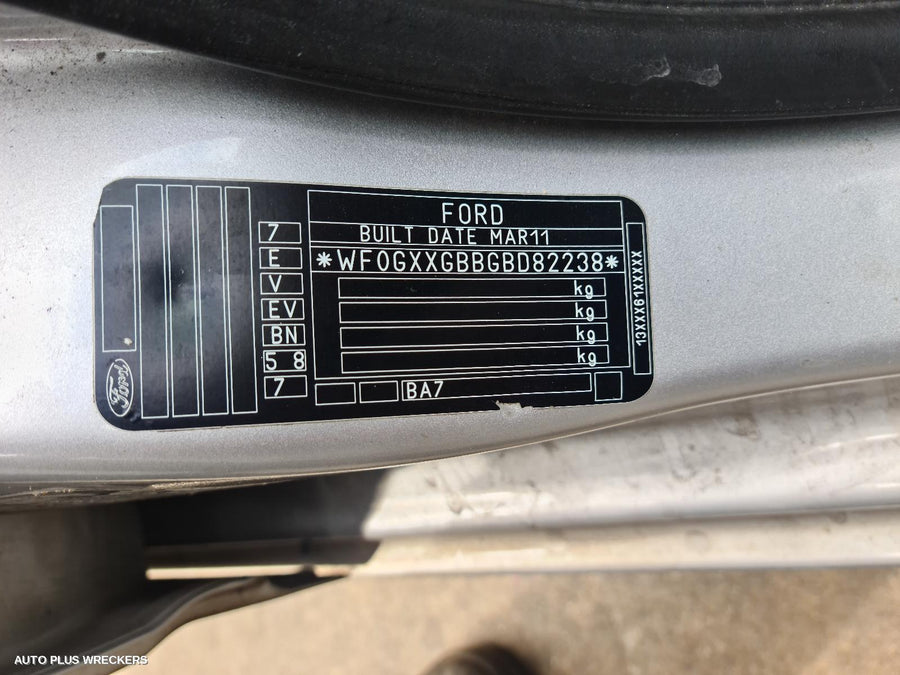 FORD
BUILT DATE MAR11
*WF0GXXGBBGBD82238*
kg
kg
kg
kg
BA7
7
E
V
EV
BN
5 8
7
13XXX61XXXXX
Ford
AUTO PLUS WRECKERS